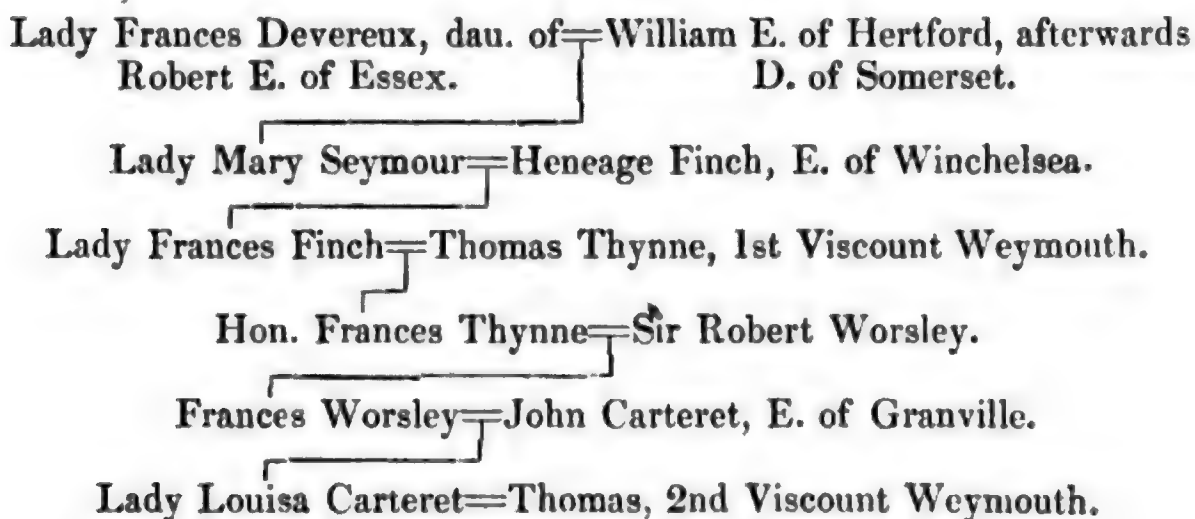 Lady Frances Devereux, dau. of═William E. of Hertford, afterwards
Robert E. of Essex. D. of Somerset.
Lady Mary Seymour═Heneage Finch, E. of Winchelsea.
Lady Frances Finch═Thomas Thynne, 1st Viscount Weymouth.
Hon. Frances Thynne═Sir Robert Worsley.
Frances Worsley═John Carteret, E. of Granville.
Lady Louisa Carteret═Thomas, 2nd Viscount Weymouth.